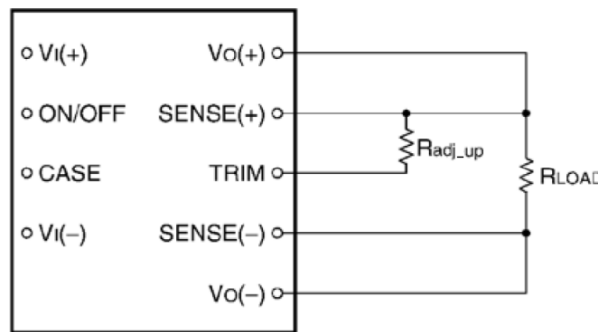 VI(+)
VO(+)
ON/OFF
SENSE(+)
Radj_up
CASE
TRIM
RLOAD
VI(−)
SENSE(−)
VO(−)